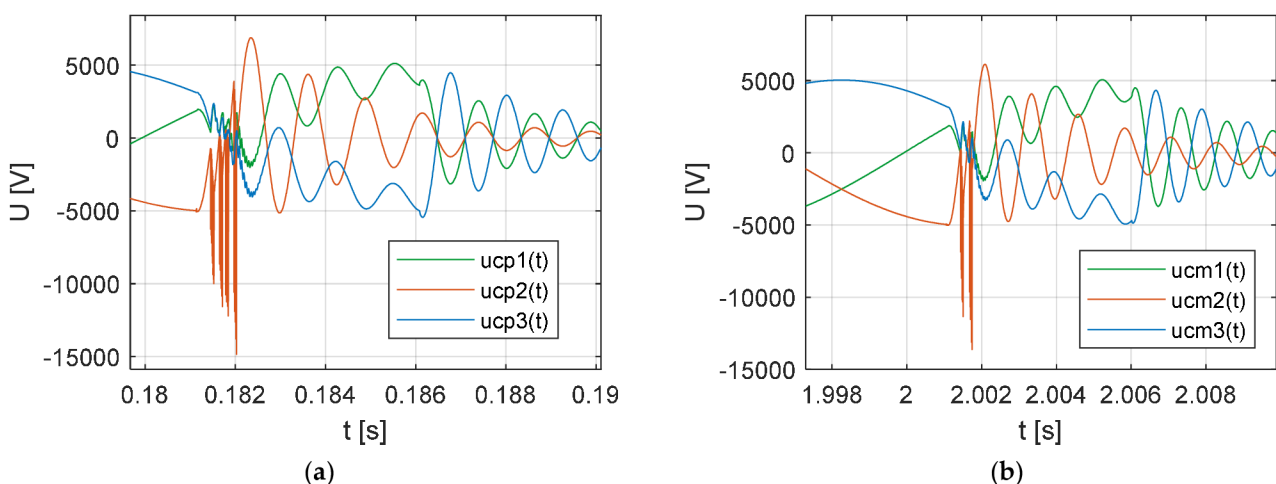 5000
0
-5000
-10000
-15000
U [V]
ucp1(t)
ucp2(t)
ucp3(t)
0.18 0.182 0.184 0.186 0.188 0.19
t [s]
(a)
5000
0
-5000
-10000
-15000
U [V]
ucm1(t)
ucm2(t)
ucm3(t)
1.998 2 2.002 2.004 2.006 2.008
t [s]
(b)